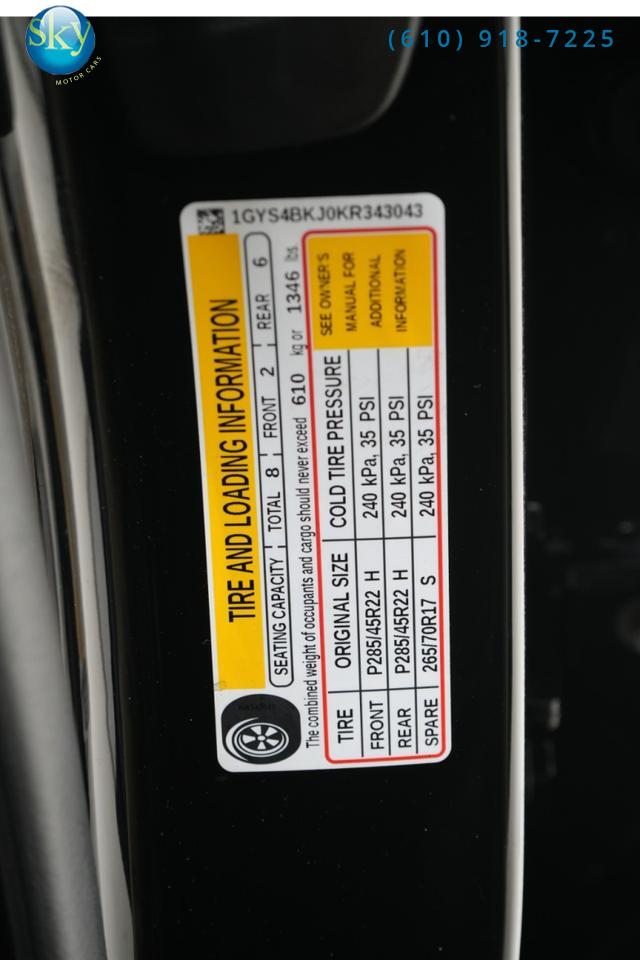 Sky
MOTOR CARS
(610) 918-7225
1GYS4BKJ0KR343043
TIRE AND LOADING INFORMATION
SEATING CAPACITY TOTAL 8 FRONT 2 REAR 6
The combined weight of occupants and cargo should never exceed 610 kg or 1346 lbs
TIRE ORIGINAL SIZE COLD TIRE PRESSURE
FRONT P285/45R22 H 240 kPa, 35 PSI
REAR P285/45R22 H 240 kPa, 35 PSI
SPARE 265/70R17 S 240 kPa, 35 PSI
SEE OWNER'S
MANUAL FOR
ADDITIONAL
INFORMATION